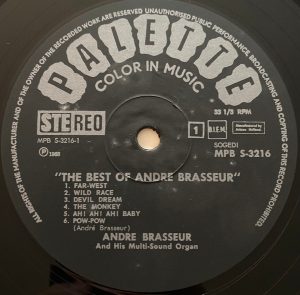 ALL RIGHTS OF THE MANUFACTURER AND OF THE OWNER OF THE RECORDED WORK ARE RESERVED UNAUTHORISED PUBLIC PERFORMANCE, BROADCASTING AND COPYING OF THIS RECORD PROHIBITED.
PALETTE
COLOR IN MUSIC
33 1/3 RPM
STEREO
MPB S-3216-1
1
B.I.E.M.
SOGEDI
MPB S-3216
"THE BEST OF ANDRE BRASSEUR"
1. FAR-WEST
2. WILD RACE
3. DEVIL DREAM
4. THE MONKEY
5. AH! AH! AH! BABY
6. POW-POW
(André Brasseur)
ANDRE BRASSEUR
And His Multi-Sound Organ